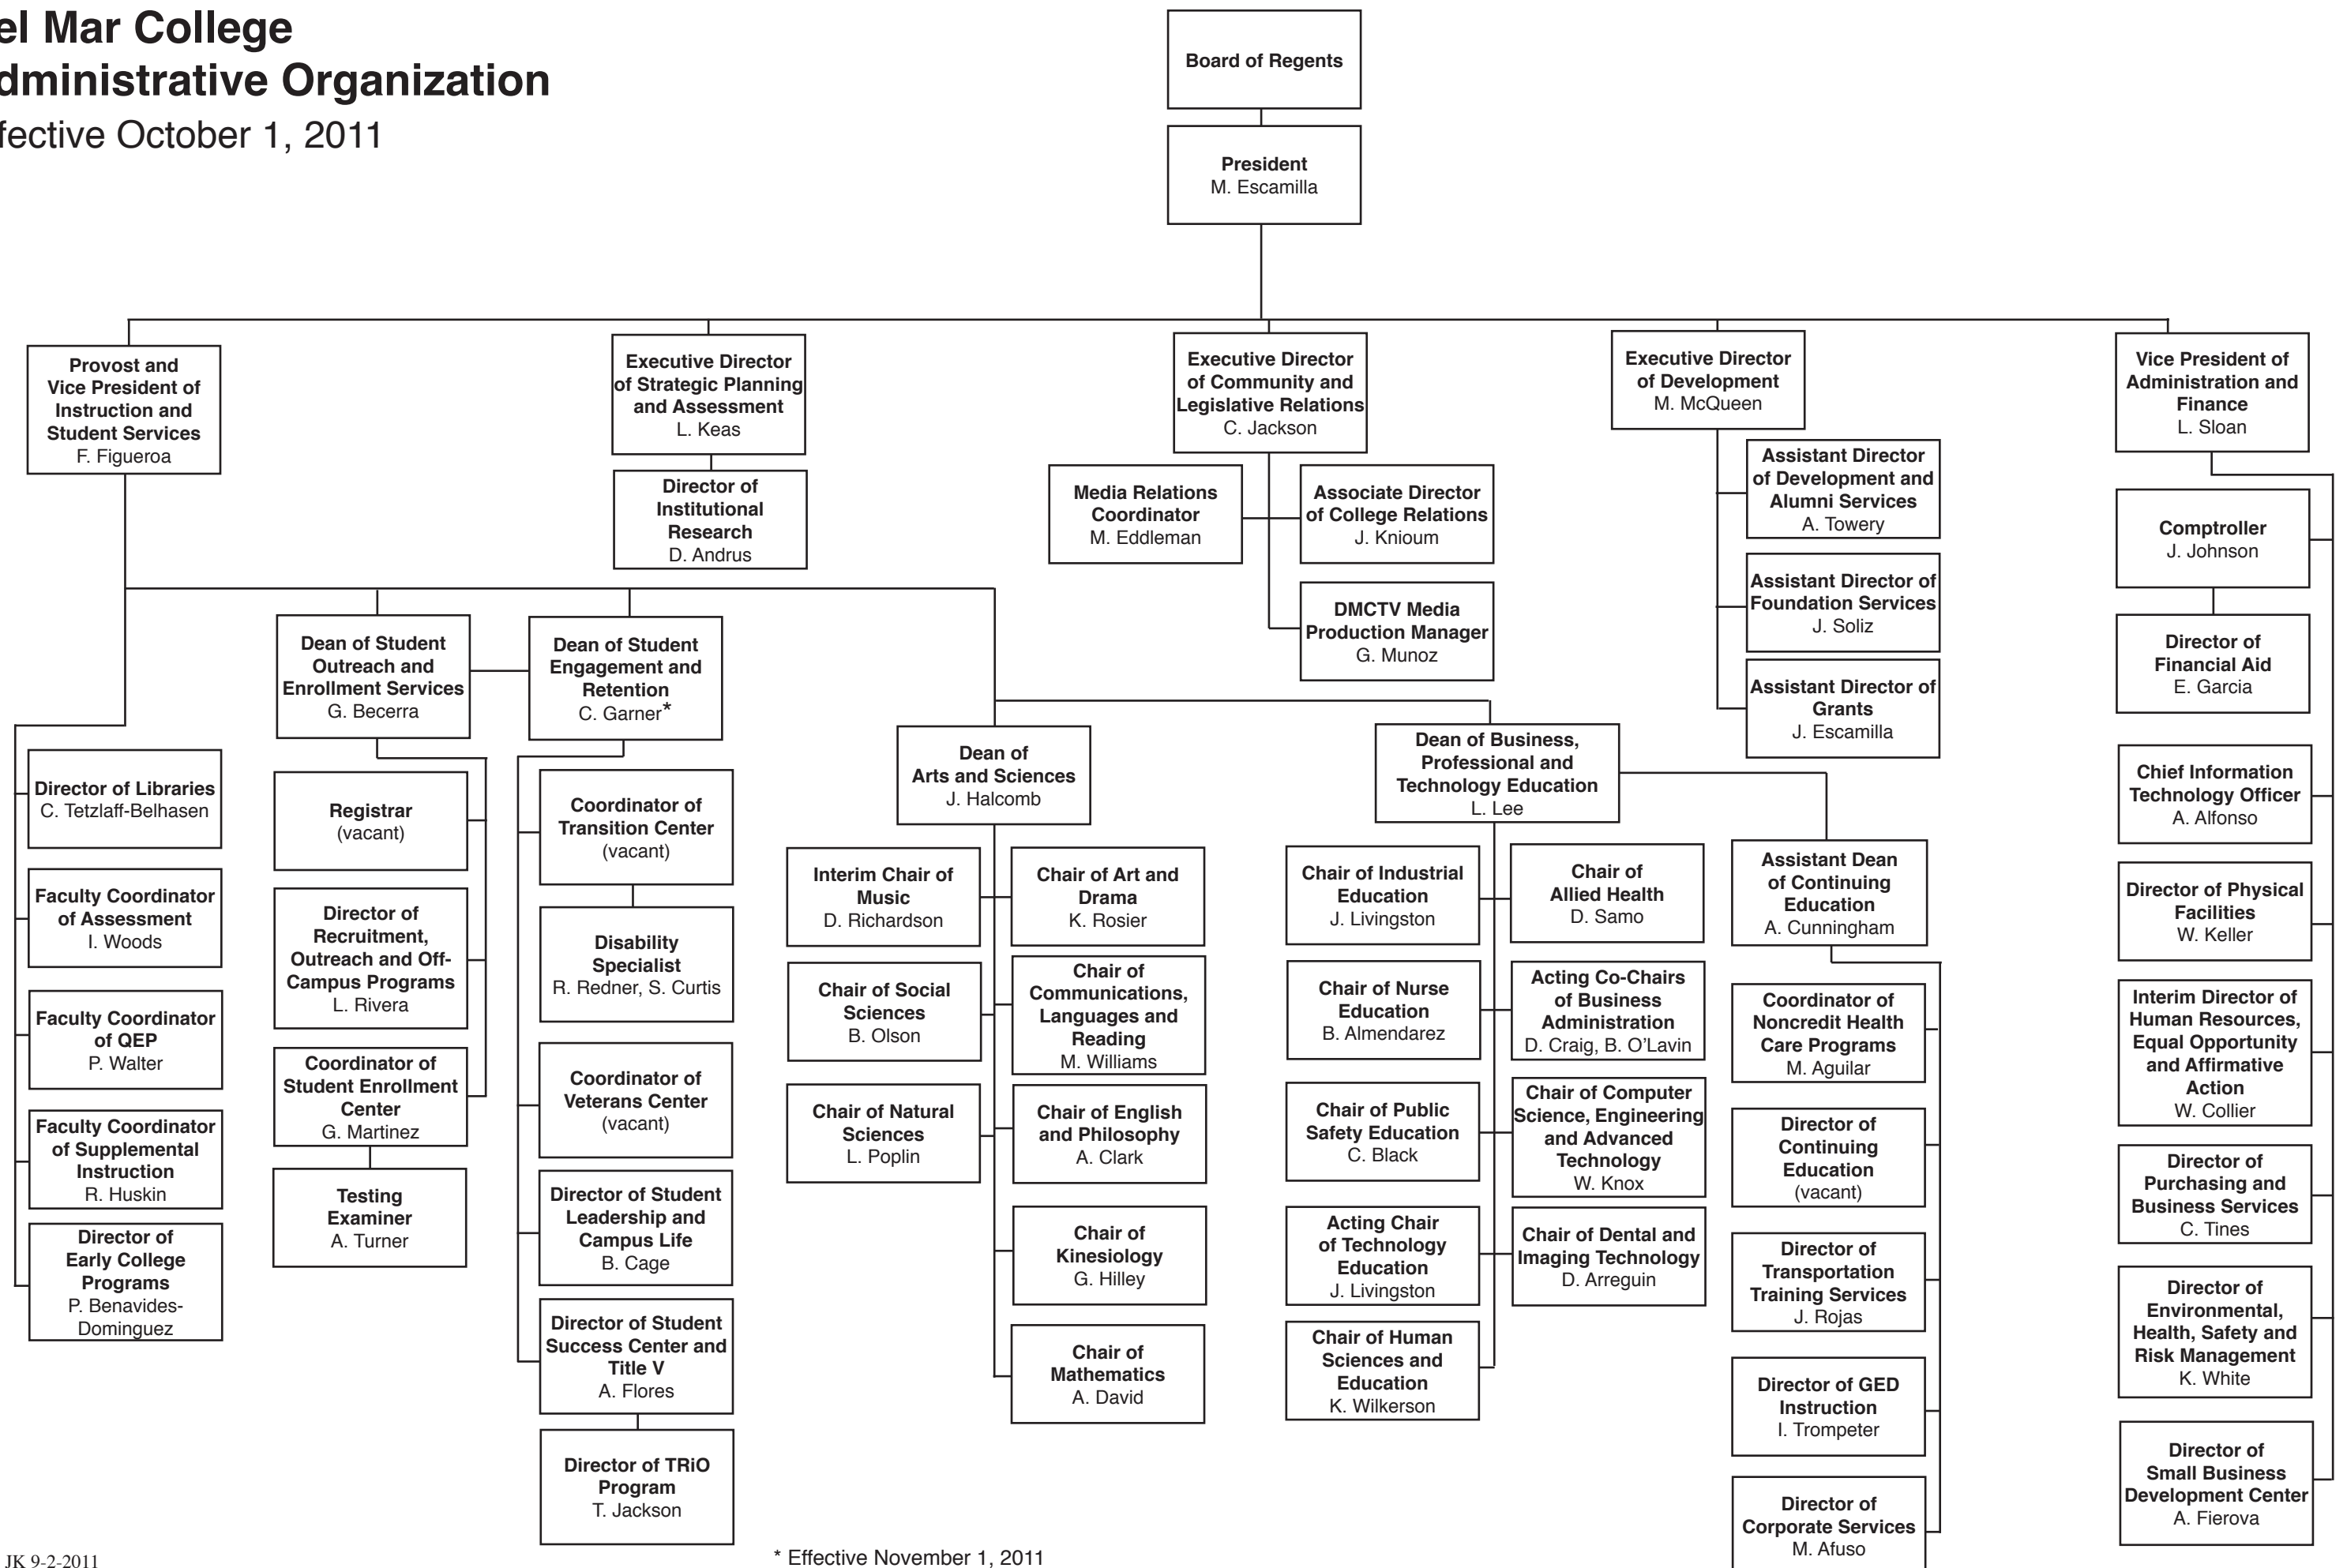 el Mar College
dministrative Organization
fective October 1, 2011
Board of Regents
President
M. Escamilla
Provost and
Vice President of
Instruction and
Student Services
F. Figueroa
Executive Director
of Strategic Planning
and Assessment
L. Keas
Director of
Institutional
Research
D. Andrus
Executive Director
of Community and
Legislative Relations
C. Jackson
Media Relations
Coordinator
M. Eddleman
Associate Director
of College Relations
J. Knioum
DMCTV Media
Production Manager
G. Munoz
Executive Director
of Development
M. McQueen
Assistant Director
of Development and
Alumni Services
A. Towery
Assistant Director of
Foundation Services
J. Soliz
Assistant Director of
Grants
J. Escamilla
Vice President of
Administration and
Finance
L. Sloan
Comptroller
J. Johnson
Director of
Financial Aid
E. Garcia
Chief Information
Technology Officer
A. Alfonso
Director of Physical
Facilities
W. Keller
Interim Director of
Human Resources,
Equal Opportunity
and Affirmative
Action
W. Collier
Director of
Purchasing and
Business Services
C. Tines
Director of
Environmental,
Health, Safety and
Risk Management
K. White
Director of
Small Business
Development Center
A. Fierova
Director of Libraries
C. Tetzlaff-Belhasen
Faculty Coordinator
of Assessment
I. Woods
Faculty Coordinator
of QEP
P. Walter
Faculty Coordinator
of Supplemental
Instruction
R. Huskin
Director of
Early College
Programs
P. Benavides-
Dominguez
Dean of Student
Outreach and
Enrollment Services
G. Becerra
Registrar
(vacant)
Director of
Recruitment,
Outreach and Off-
Campus Programs
L. Rivera
Coordinator of
Student Enrollment
Center
G. Martinez
Testing
Examiner
A. Turner
Dean of Student
Engagement and
Retention
C. Garner*
Coordinator of
Transition Center
(vacant)
Disability
Specialist
R. Redner, S. Curtis
Coordinator of
Veterans Center
(vacant)
Director of Student
Leadership and
Campus Life
B. Cage
Director of Student
Success Center and
Title V
A. Flores
Director of TRiO
Program
T. Jackson
Dean of
Arts and Sciences
J. Halcomb
Interim Chair of
Music
D. Richardson
Chair of Art and
Drama
K. Rosier
Chair of Social
Sciences
B. Olson
Chair of
Communications,
Languages and
Reading
M. Williams
Chair of Natural
Sciences
L. Poplin
Chair of English
and Philosophy
A. Clark
Chair of
Kinesiology
G. Hilley
Chair of
Mathematics
A. David
Dean of Business,
Professional and
Technology Education
L. Lee
Chair of Industrial
Education
J. Livingston
Chair of
Allied Health
D. Samo
Chair of Nurse
Education
B. Almendarez
Acting Co-Chairs
of Business
Administration
D. Craig, B. O’Lavin
Chair of Public
Safety Education
C. Black
Chair of Computer
Science, Engineering
and Advanced
Technology
W. Knox
Acting Chair
of Technology
Education
J. Livingston
Chair of Dental and
Imaging Technology
D. Arreguin
Chair of Human
Sciences and
Education
K. Wilkerson
Assistant Dean
of Continuing
Education
A. Cunningham
Coordinator of
Noncredit Health
Care Programs
M. Aguilar
Director of
Continuing
Education
(vacant)
Director of
Transportation
Training Services
J. Rojas
Director of GED
Instruction
I. Trompeter
Director of
Corporate Services
M. Afuso
JK 9-2-2011
* Effective November 1, 2011